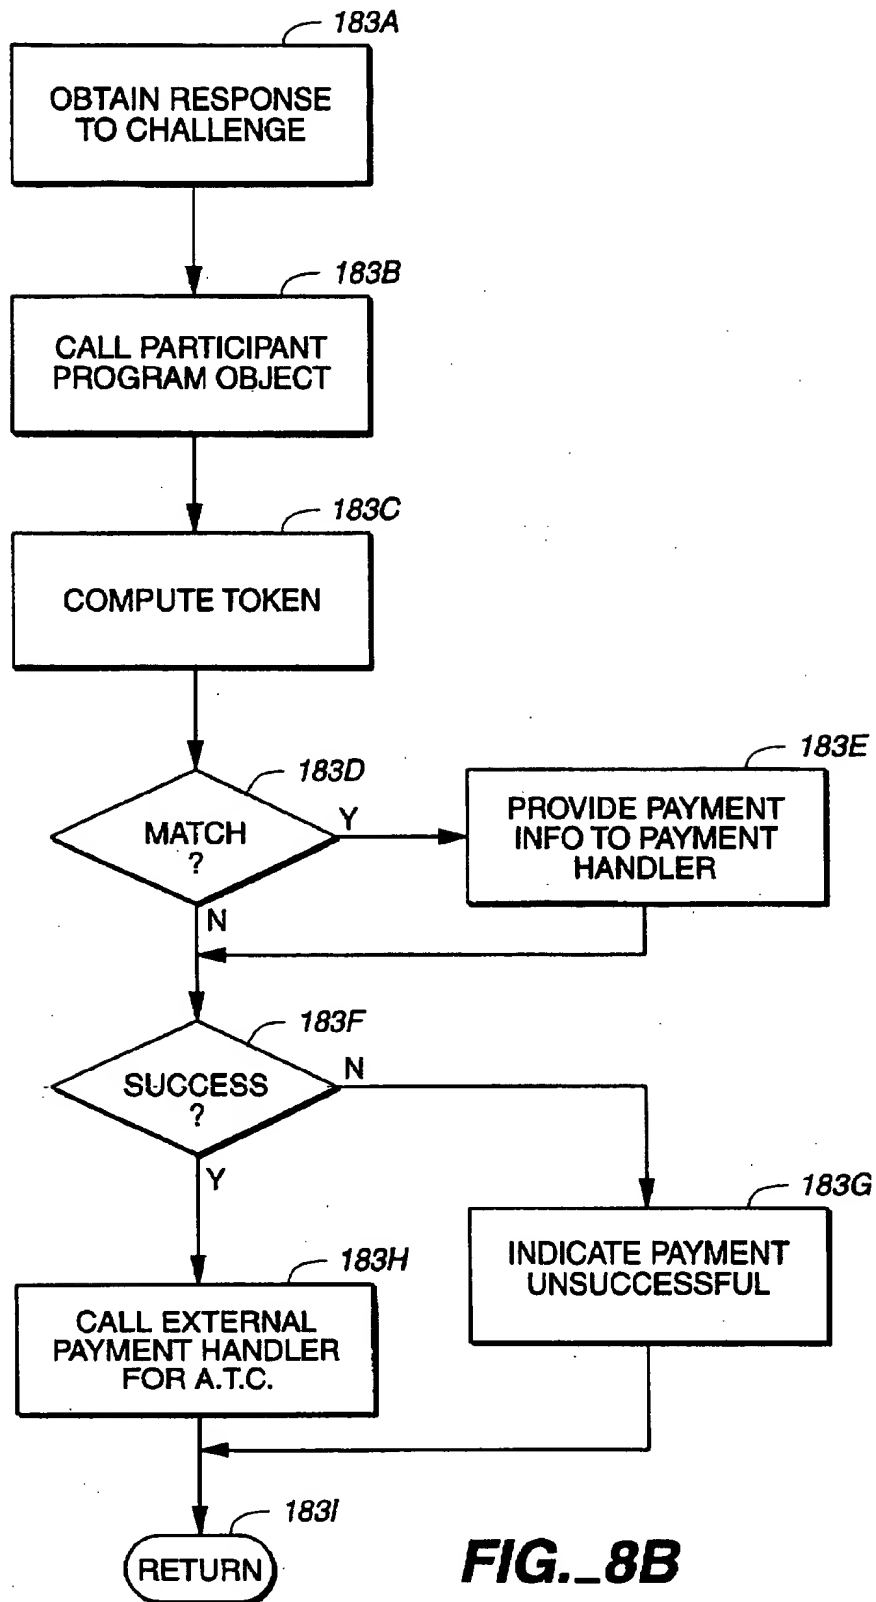 183A
OBTAIN RESPONSE
TO CHALLENGE
183B
CALL PARTICIPANT
PROGRAM OBJECT
183C
COMPUTE TOKEN
183D
MATCH
?
Y
N
183E
PROVIDE PAYMENT
INFO TO PAYMENT
HANDLER
183F
SUCCESS
?
N
Y
183G
INDICATE PAYMENT
UNSUCCESSFUL
183H
CALL EXTERNAL
PAYMENT HANDLER
FOR A.T.C.
183I
RETURN
FIG._8B